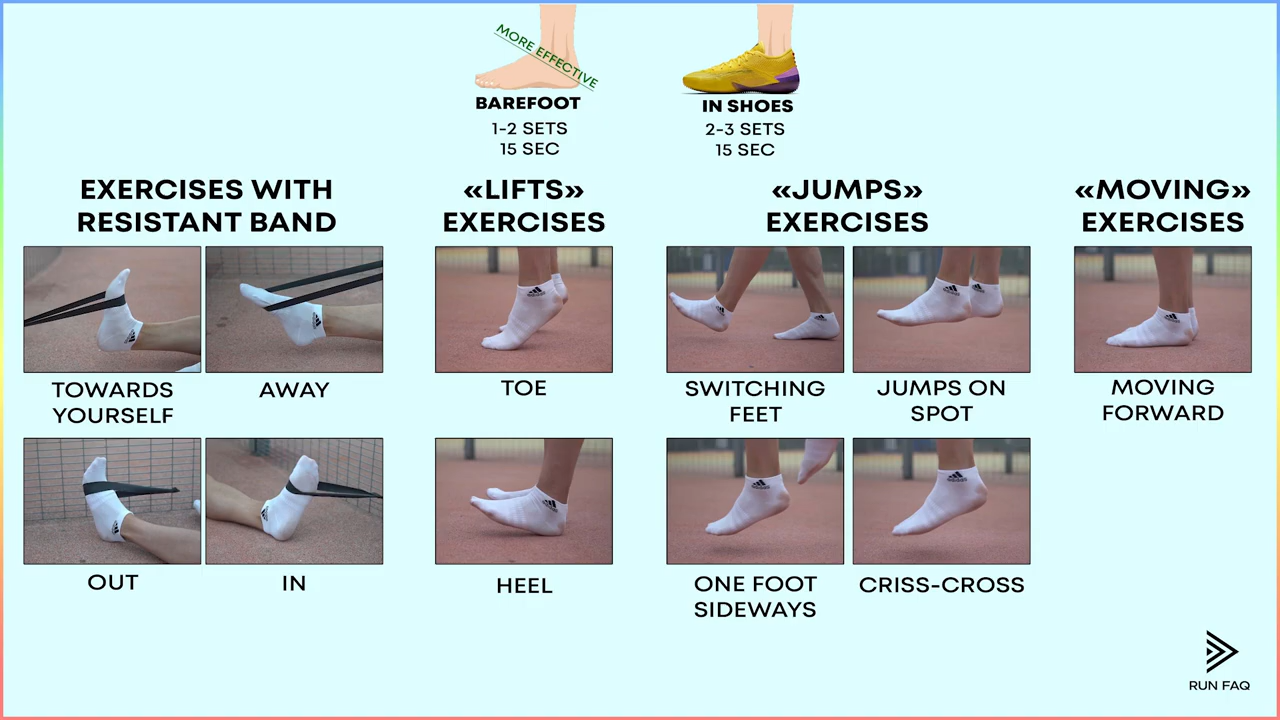 MORE EFFECTIVE
BAREFOOT
1-2 SETS
15 SEC
IN SHOES
2-3 SETS
15 SEC
EXERCISES WITH
RESISTANT BAND
TOWARDS
YOURSELF
AWAY
OUT
IN
«LIFTS»
EXERCISES
TOE
HEEL
«JUMPS»
EXERCISES
SWITCHING
FEET
JUMPS ON
SPOT
ONE FOOT
SIDEWAYS
CRISS-CROSS
«MOVING»
EXERCISES
MOVING
FORWARD
RUN FAQ